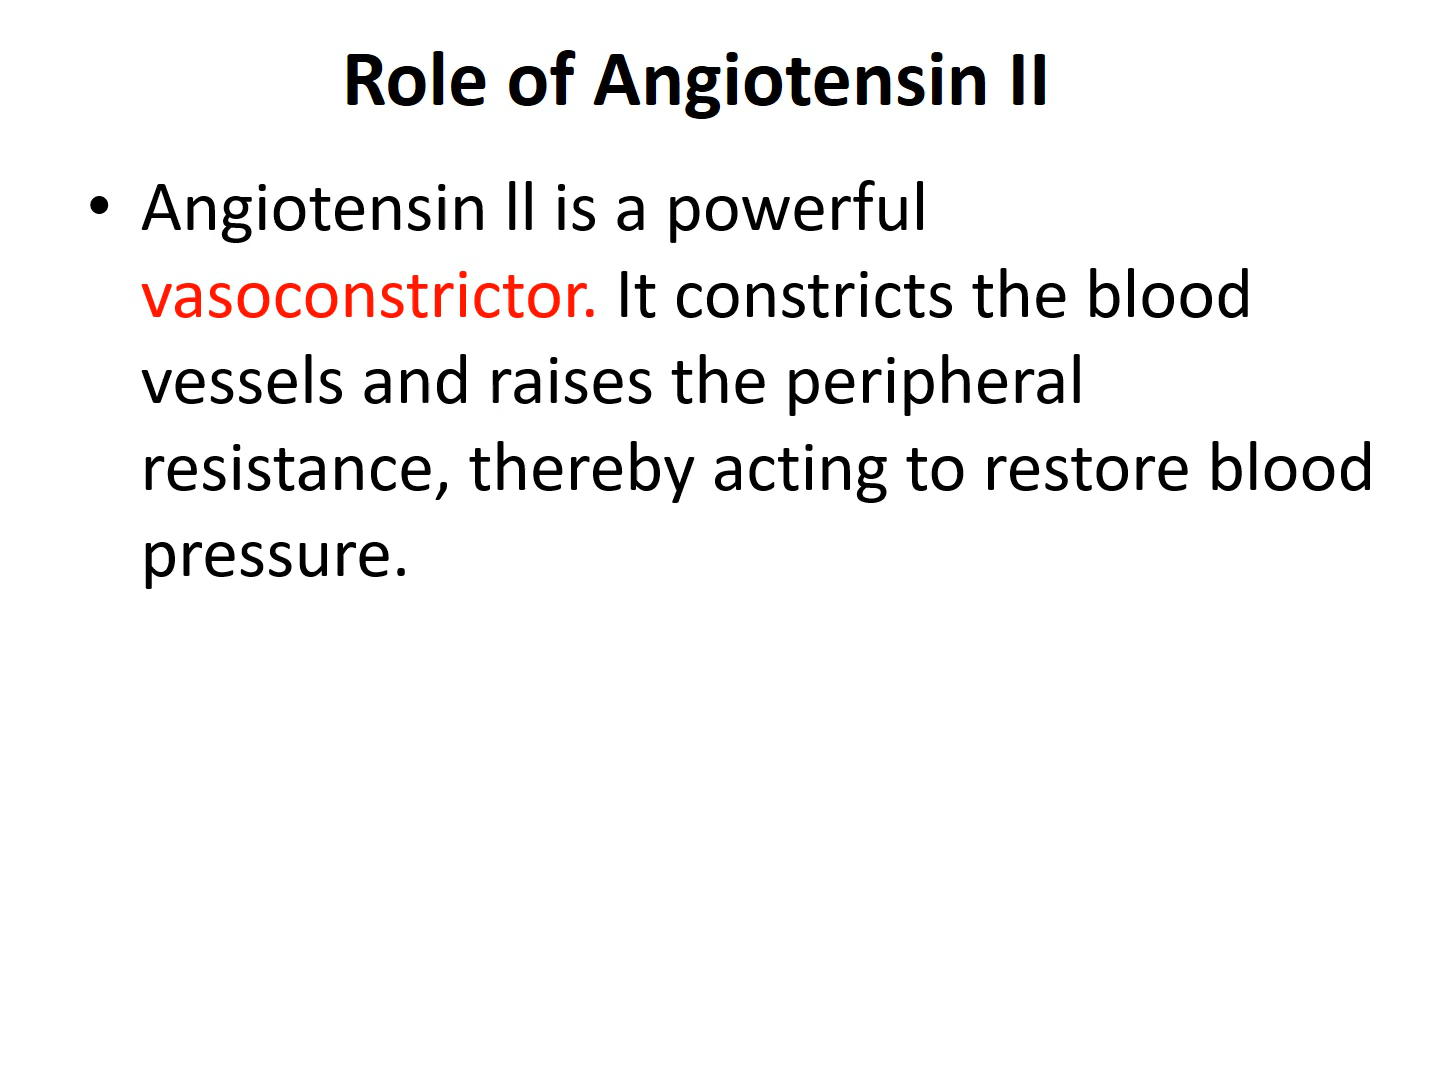 Role of Angiotensin II
• Angiotensin ll is a powerful
vasoconstrictor. It constricts the blood
vessels and raises the peripheral
resistance, thereby acting to restore blood
pressure.